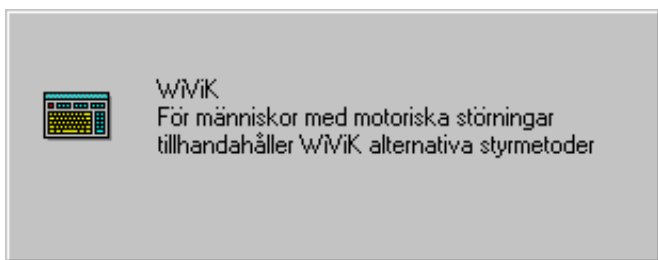 WiViK
För människor med motoriska störningar
tillhandahåller WiViK alternativa styrmetoder